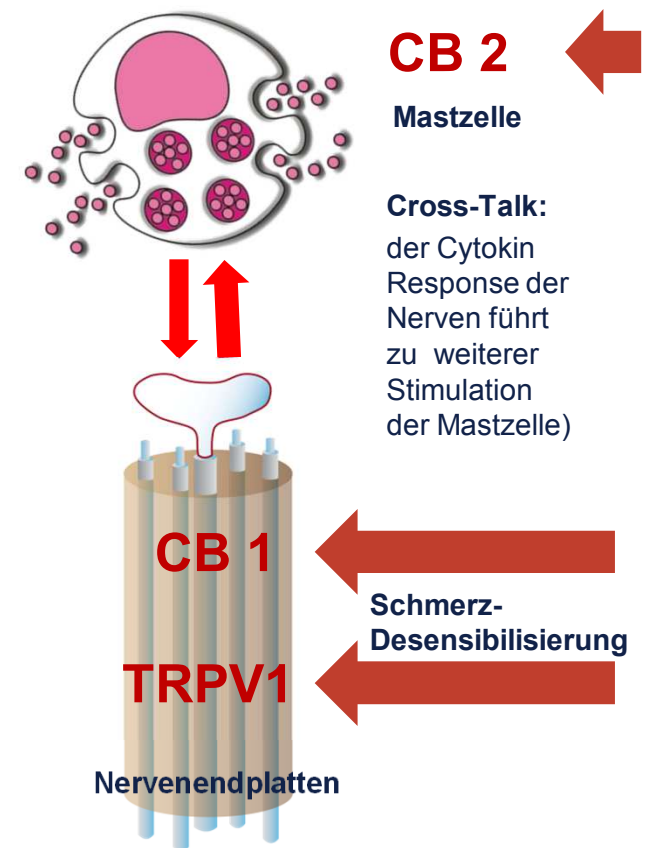 CB 2
Mastzelle
Cross-Talk:
der Cytokin
Response der
Nerven führt
zu weiterer
Stimulation
der Mastzelle)
CB 1
Schmerz-
Desensibilisierung
TRPV1
Nervenendplatten